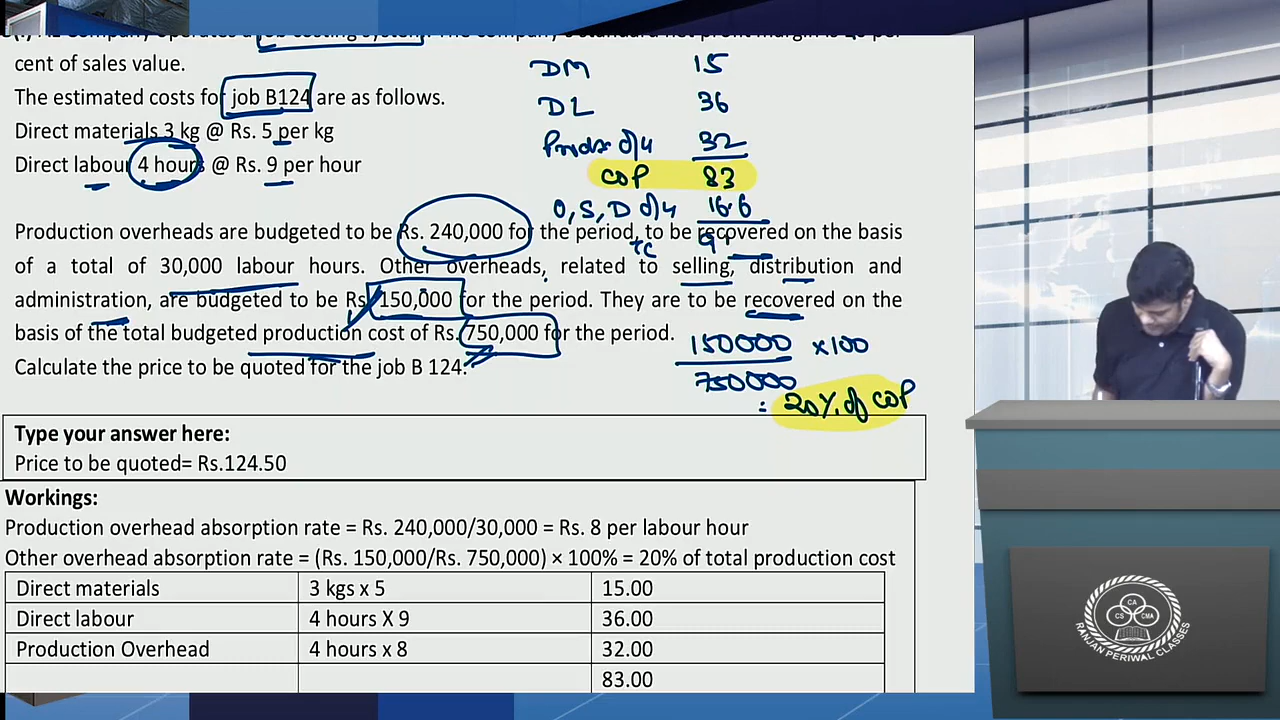 cent of sales value.
The estimated costs for job B124 are as follows.
Direct materials 3 kg @ Rs. 5 per kg
Direct labour 4 hours @ Rs. 9 per hour
DM 15
DL 36
32
COP 83
O, S, D o/h 16.6
TC
Production overheads are budgeted to be Rs. 240,000 for the period, to be recovered on the basis
of a total of 30,000 labour hours. Other overheads, related to selling, distribution and
administration, are budgeted to be Rs. 150,000 for the period. They are to be recovered on the
basis of the total budgeted production cost of Rs. 750,000 for the period.
Calculate the price to be quoted for the job B 124.
150000 x100
750000
= 20% of COP
Type your answer here:
Price to be quoted= Rs.124.50
Workings:
Production overhead absorption rate = Rs. 240,000/30,000 = Rs. 8 per labour hour
Other overhead absorption rate = (Rs. 150,000/Rs. 750,000) × 100% = 20% of total production cost
Direct materials 3 kgs x 5 15.00
Direct labour 4 hours X 9 36.00
Production Overhead 4 hours x 8 32.00
83.00
CA
CS CMA
RANJAN PERIWAL CLASSES